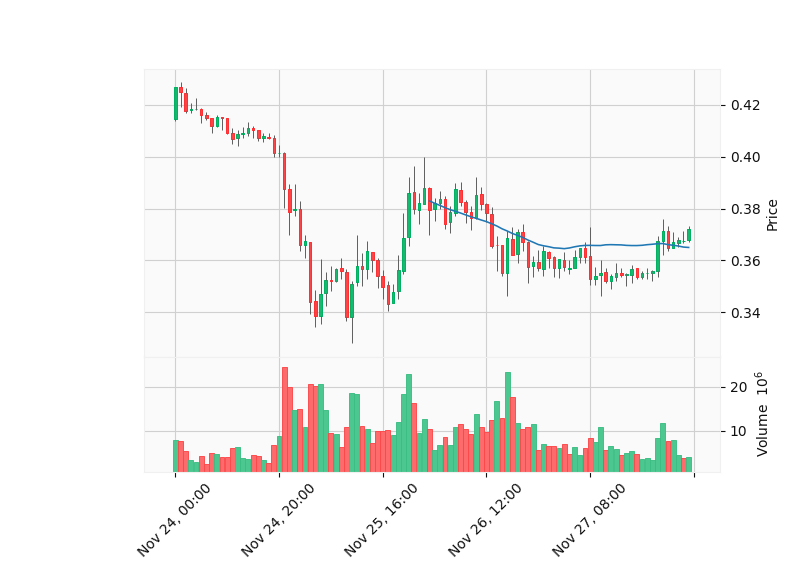 0.42
0.40
0.38
0.36
0.34
Price
20
10
Volume 10^6
Nov 24, 00:00
Nov 24, 20:00
Nov 25, 16:00
Nov 26, 12:00
Nov 27, 08:00